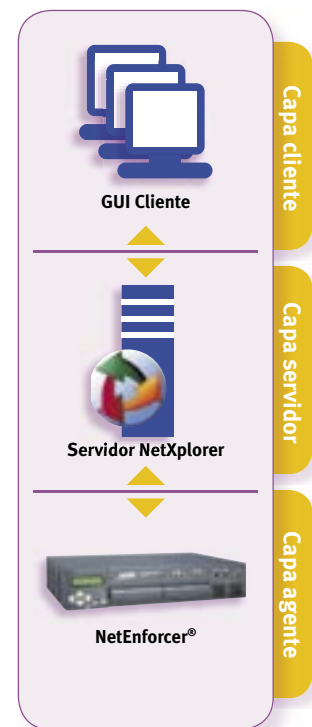 GUI Cliente
Capa cliente
Servidor NetXplorer
Capa servidor
NetEnforcer®
Capa agente